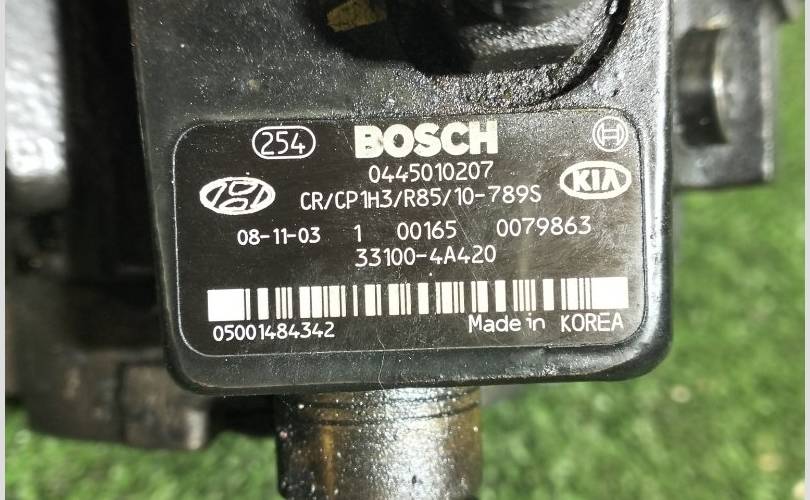 254 BOSCH
0445010207
CR/CP1H3/R85/10-789S KIA
08-11-03 1 00165 0079863
33100-4A420
05001484342 Made in KOREA